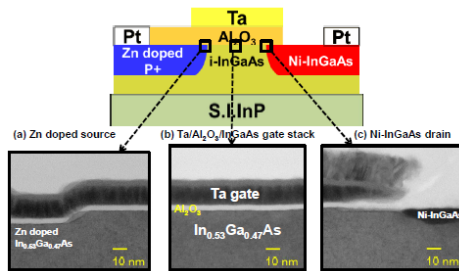 Ta
Pt
Al₂O₃
Pt
Zn doped
P+
i-InGaAs
Ni-InGaAs
S.I.InP
(a) Zn doped source
(b) Ta/Al₂O₃/InGaAs gate stack
(c) Ni-InGaAs drain
Zn doped
In₀.₅₃Ga₀.₄₇As
10 nm
Ta gate
Al₂O₃
In₀.₅₃Ga₀.₄₇As
10 nm
Ni-InGaAs
10 nm